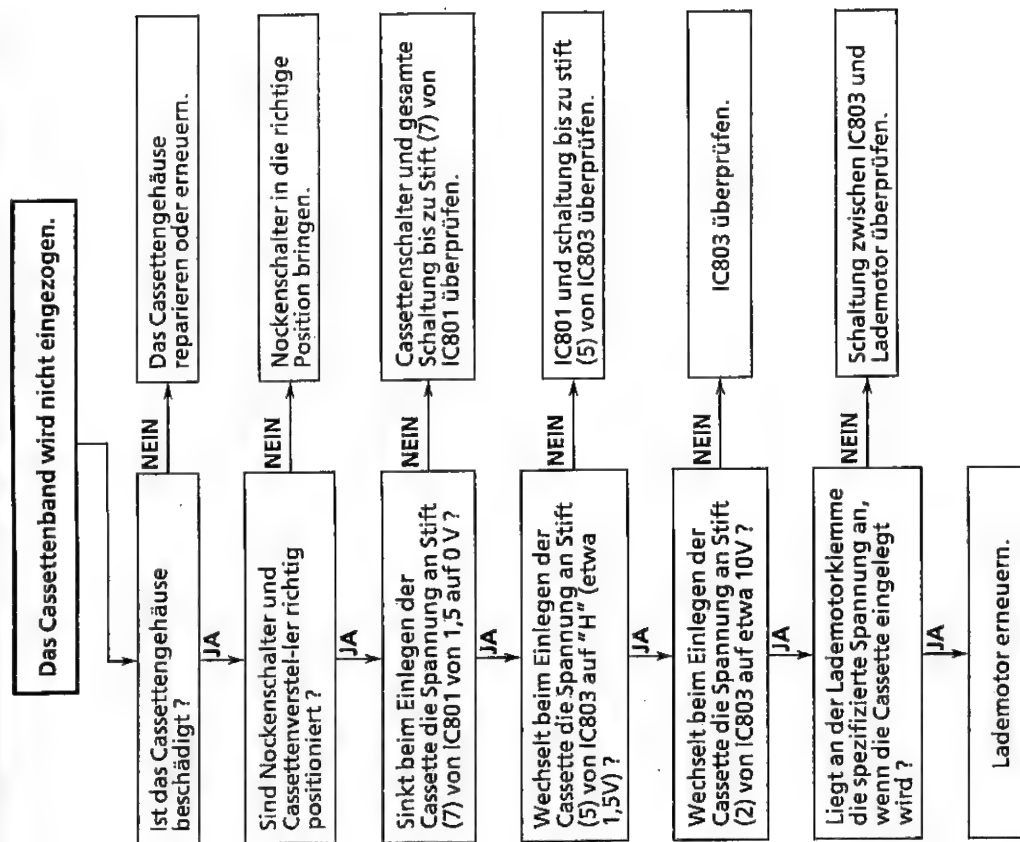 Das Cassettenband wird nicht eingezogen.
Ist das Cassettengehäuse
beschädigt ?
NEIN
Das Cassettengehäuse
reparieren oder erneuern.
JA
Sind Nockenschalter und
Cassettenverstel-ler richtig
positioniert ?
NEIN
Nockenschalter in die richtige
Position bringen.
JA
Sinkt beim Einlegen der
Cassette die Spannung an Stift
(7) von IC801 von 1,5 auf 0 V ?
NEIN
Cassettenschalter und gesamte
Schaltung bis zu Stift (7) von
IC801 überprüfen.
JA
Wechselt beim Einlegen der
Cassette die Spannung an Stift
(5) von IC803 auf "H" (etwa
1,5V) ?
NEIN
IC801 und schaltung bis zu stift
(5) von IC803 überprüfen.
JA
Wechselt beim Einlegen der
Cassette die Spannung an Stift
(2) von IC803 auf etwa 10V ?
NEIN
IC803 überprüfen.
JA
Liegt an der Lademotorklemme
die spezifizierte Spannung an,
wenn die Cassette eingelegt
wird ?
NEIN
Schaltung zwischen IC803 und
Lademotor überprüfen.
JA
Lademotor erneuern.